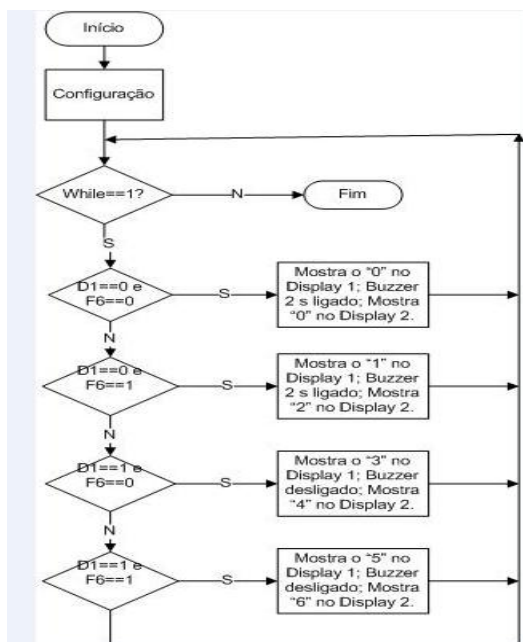 Início
Configuração
While==1?
N
Fim
S
D1==0 e
F6==0
S
Mostra o “0” no
Display 1; Buzzer
2 s ligado; Mostra
“0” no Display 2.
N
D1==0 e
F6==1
S
Mostra o “1” no
Display 1; Buzzer
2 s ligado; Mostra
“2” no Display 2.
N
D1==1 e
F6==0
S
Mostra o “3” no
Display 1; Buzzer
desligado; Mostra
“4” no Display 2.
N
D1==1 e
F6==1
S
Mostra o “5” no
Display 1; Buzzer
desligado; Mostra
“6” no Display 2.